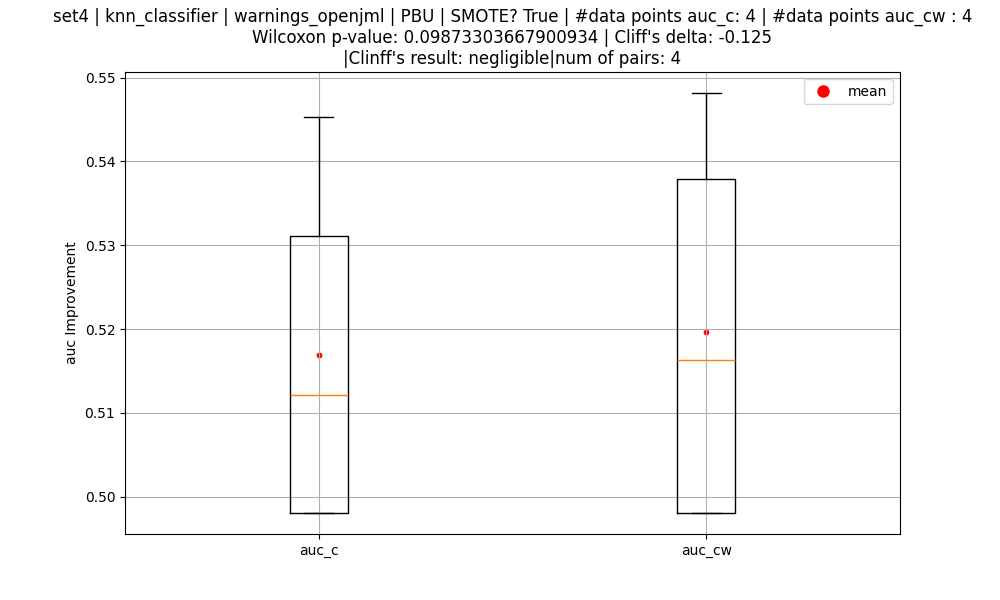 set4 | knn_classifier | warnings_openjml | PBU | SMOTE? True | #data points auc_c: 4 | #data points auc_cw : 4
Wilcoxon p-value: 0.09873303667900934 | Cliff's delta: -0.125
|Clinff's result: negligible|num of pairs: 4
mean
auc Improvement
0.55
0.54
0.53
0.52
0.51
0.50
auc_c
auc_cw